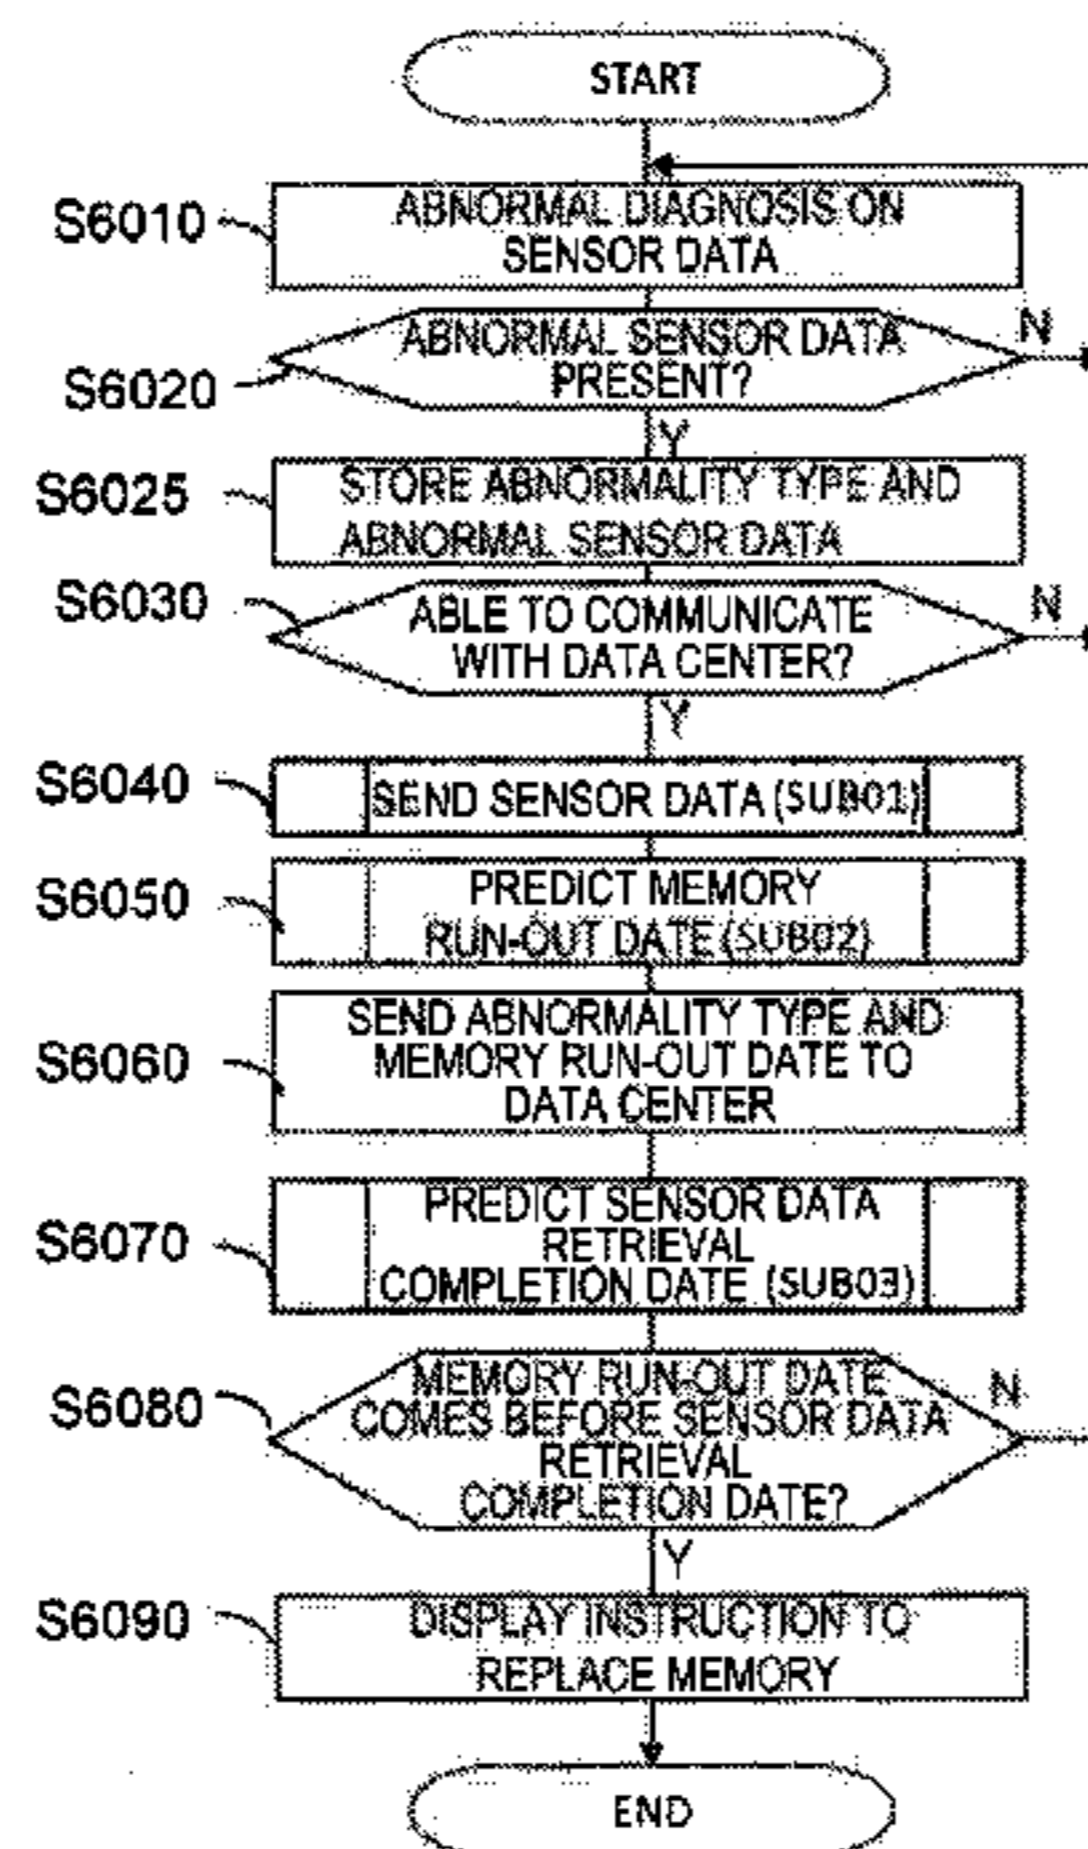 START
S6010
ABNORMAL DIAGNOSIS ON
SENSOR DATA
S6020
ABNORMAL SENSOR DATA
PRESENT?
N
Y
S6025
STORE ABNORMALITY TYPE AND
ABNORMAL SENSOR DATA
S6030
ABLE TO COMMUNICATE
WITH DATA CENTER?
N
Y
S6040
SEND SENSOR DATA (SUB01)
S6050
PREDICT MEMORY
RUN-OUT DATE (SUB02)
S6060
SEND ABNORMALITY TYPE AND
MEMORY RUN-OUT DATE TO
DATA CENTER
S6070
PREDICT SENSOR DATA
RETRIEVAL
COMPLETION DATE (SUB03)
S6080
MEMORY RUN-OUT DATE
COMES BEFORE SENSOR DATA
RETRIEVAL
COMPLETION DATE?
N
Y
S6090
DISPLAY INSTRUCTION TO
REPLACE MEMORY
END